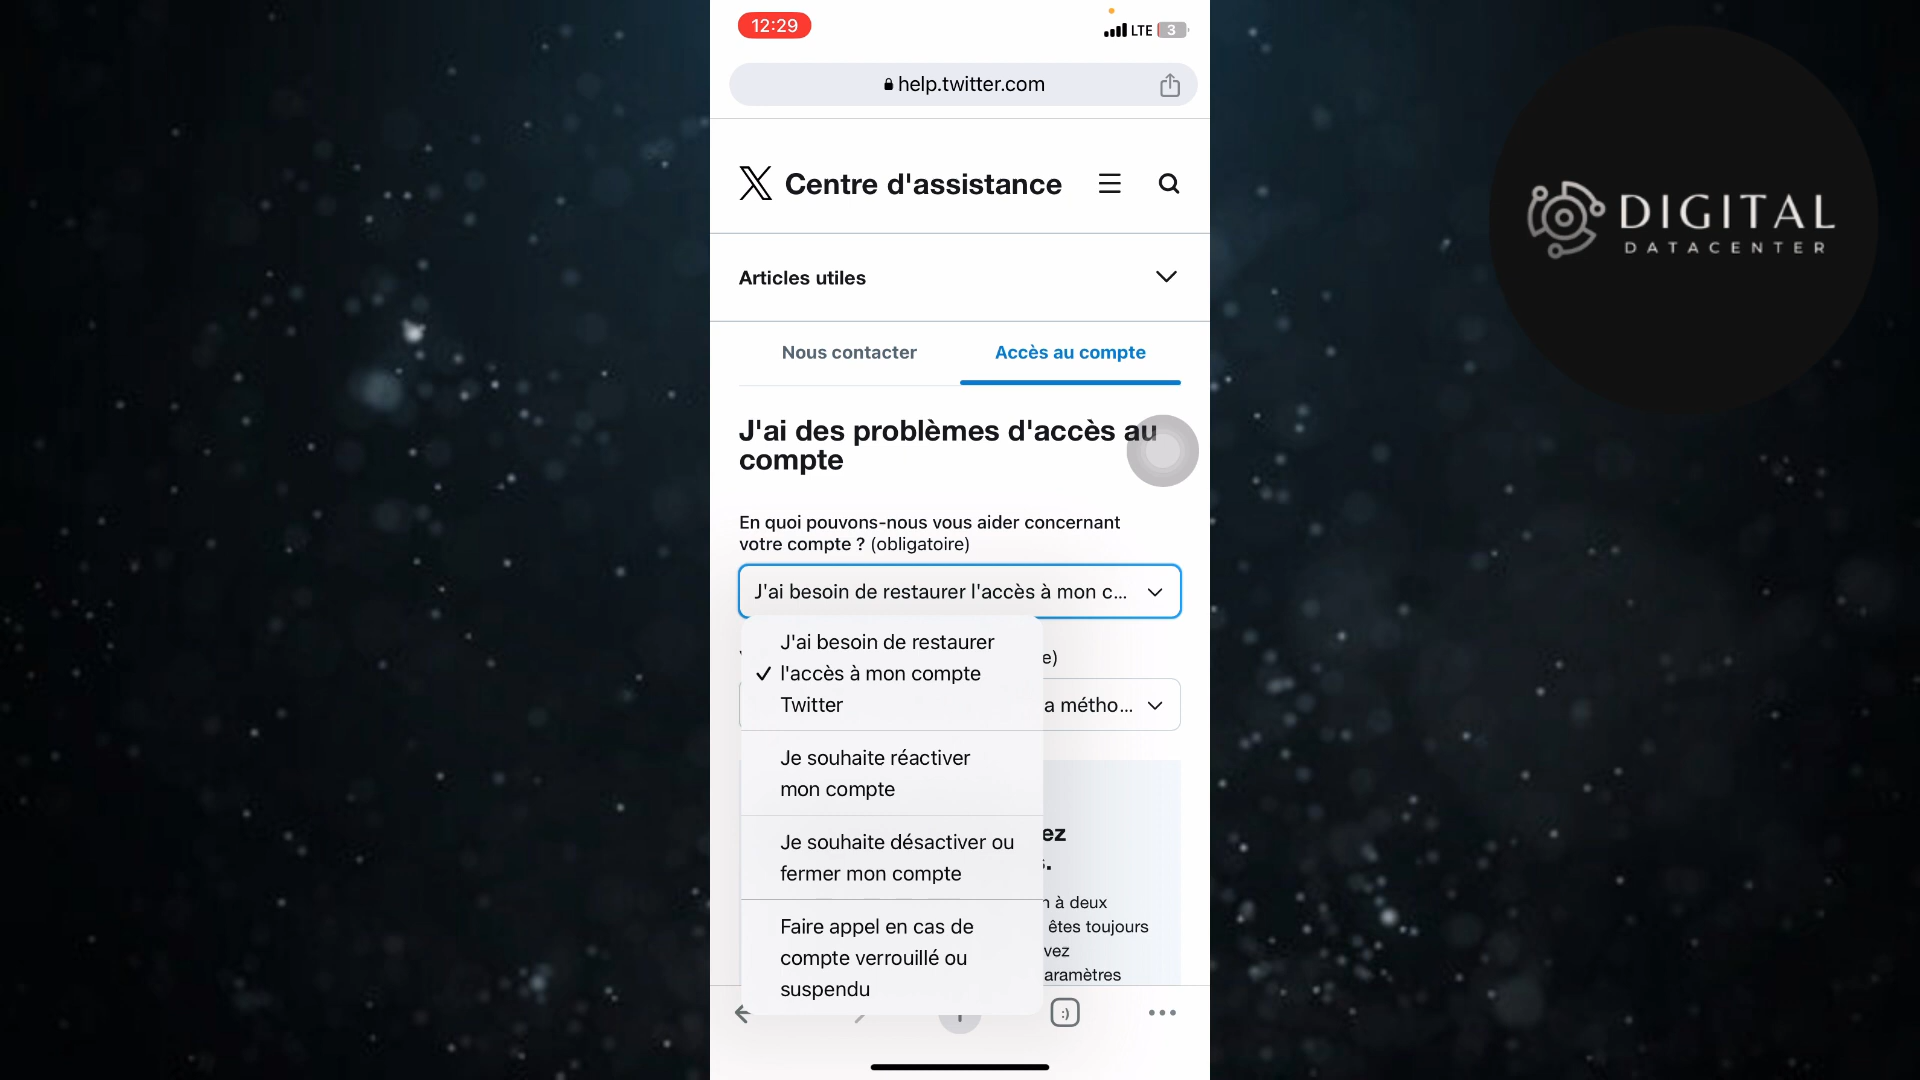 12:29
LTE 3
help.twitter.com
Centre d'assistance
DIGITAL
DATACENTER
Articles utiles
Nous contacter
Accès au compte
J'ai des problèmes d'accès au
compte
En quoi pouvons-nous vous aider concernant
votre compte ? (obligatoire)
J'ai besoin de restaurer l'accès à mon c...
J'ai besoin de restaurer
✓ l'accès à mon compte
Twitter
e)
a métho...
Je souhaite réactiver
mon compte
Je souhaite désactiver ou
fermer mon compte
Faire appel en cas de
compte verrouillé ou
suspendu
ez
s.
n à deux
êtes toujours
vez
aramètres
:)